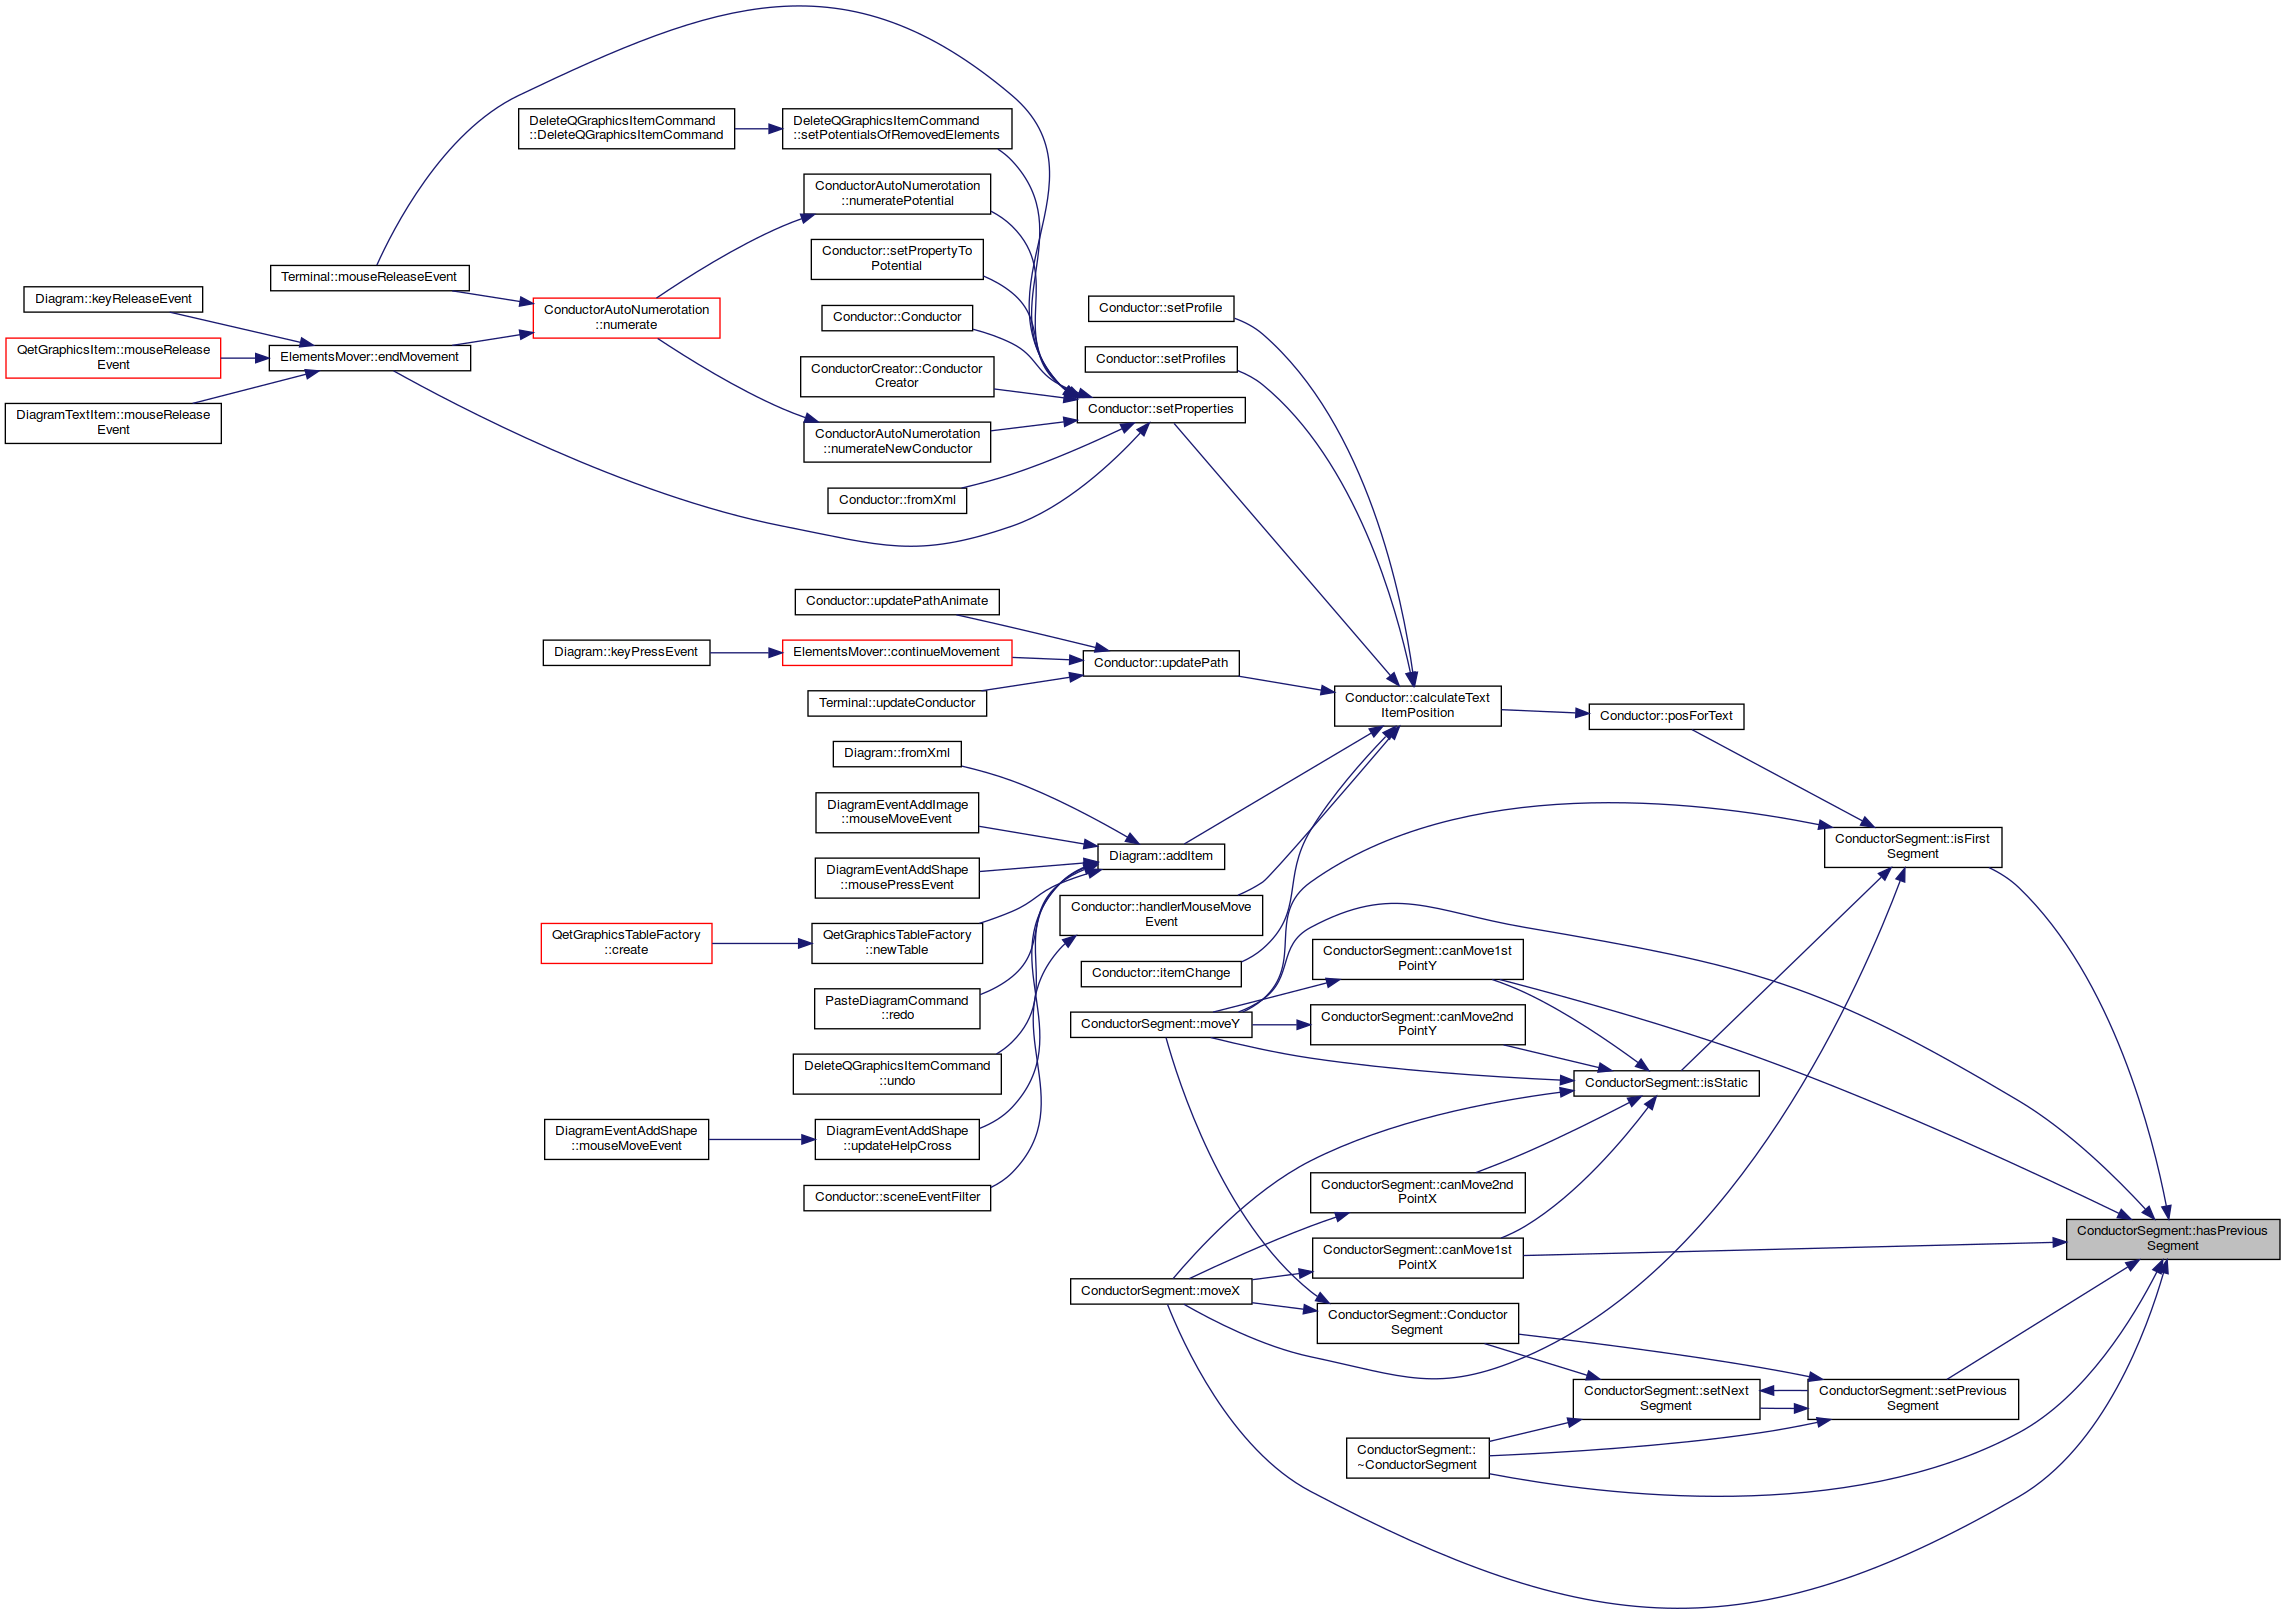 DeleteQGraphicsItemCommand
::DeleteQGraphicsItemCommand
DeleteQGraphicsItemCommand
::setPotentialsOfRemovedElements
ConductorAutoNumerotation
::numeratePotential
Conductor::setPropertyTo
Potential
Terminal::mouseReleaseEvent
Diagram::keyReleaseEvent
ConductorAutoNumerotation
::numerate
Conductor::Conductor
Conductor::setProfile
QetGraphicsItem::mouseRelease
Event
ElementsMover::endMovement
Conductor::setProfiles
ConductorCreator::Conductor
Creator
DiagramTextItem::mouseRelease
Event
Conductor::setProperties
ConductorAutoNumerotation
::numerateNewConductor
Conductor::fromXml
Conductor::updatePathAnimate
Diagram::keyPressEvent
ElementsMover::continueMovement
Conductor::updatePath
Terminal::updateConductor
Conductor::calculateText
ItemPosition
Conductor::posForText
Diagram::fromXml
DiagramEventAddImage
::mouseMoveEvent
Diagram::addItem
ConductorSegment::isFirst
Segment
DiagramEventAddShape
::mousePressEvent
Conductor::handlerMouseMove
Event
QetGraphicsTableFactory
::create
QetGraphicsTableFactory
::newTable
ConductorSegment::canMove1st
PointY
Conductor::itemChange
PasteDiagramCommand
::redo
ConductorSegment::moveY
ConductorSegment::canMove2nd
PointY
DeleteQGraphicsItemCommand
::undo
ConductorSegment::isStatic
DiagramEventAddShape
::mouseMoveEvent
DiagramEventAddShape
::updateHelpCross
Conductor::sceneEventFilter
ConductorSegment::canMove2nd
PointX
ConductorSegment::hasPrevious
Segment
ConductorSegment::canMove1st
PointX
ConductorSegment::moveX
ConductorSegment::Conductor
Segment
ConductorSegment::setNext
Segment
ConductorSegment::setPrevious
Segment
ConductorSegment::
~ConductorSegment